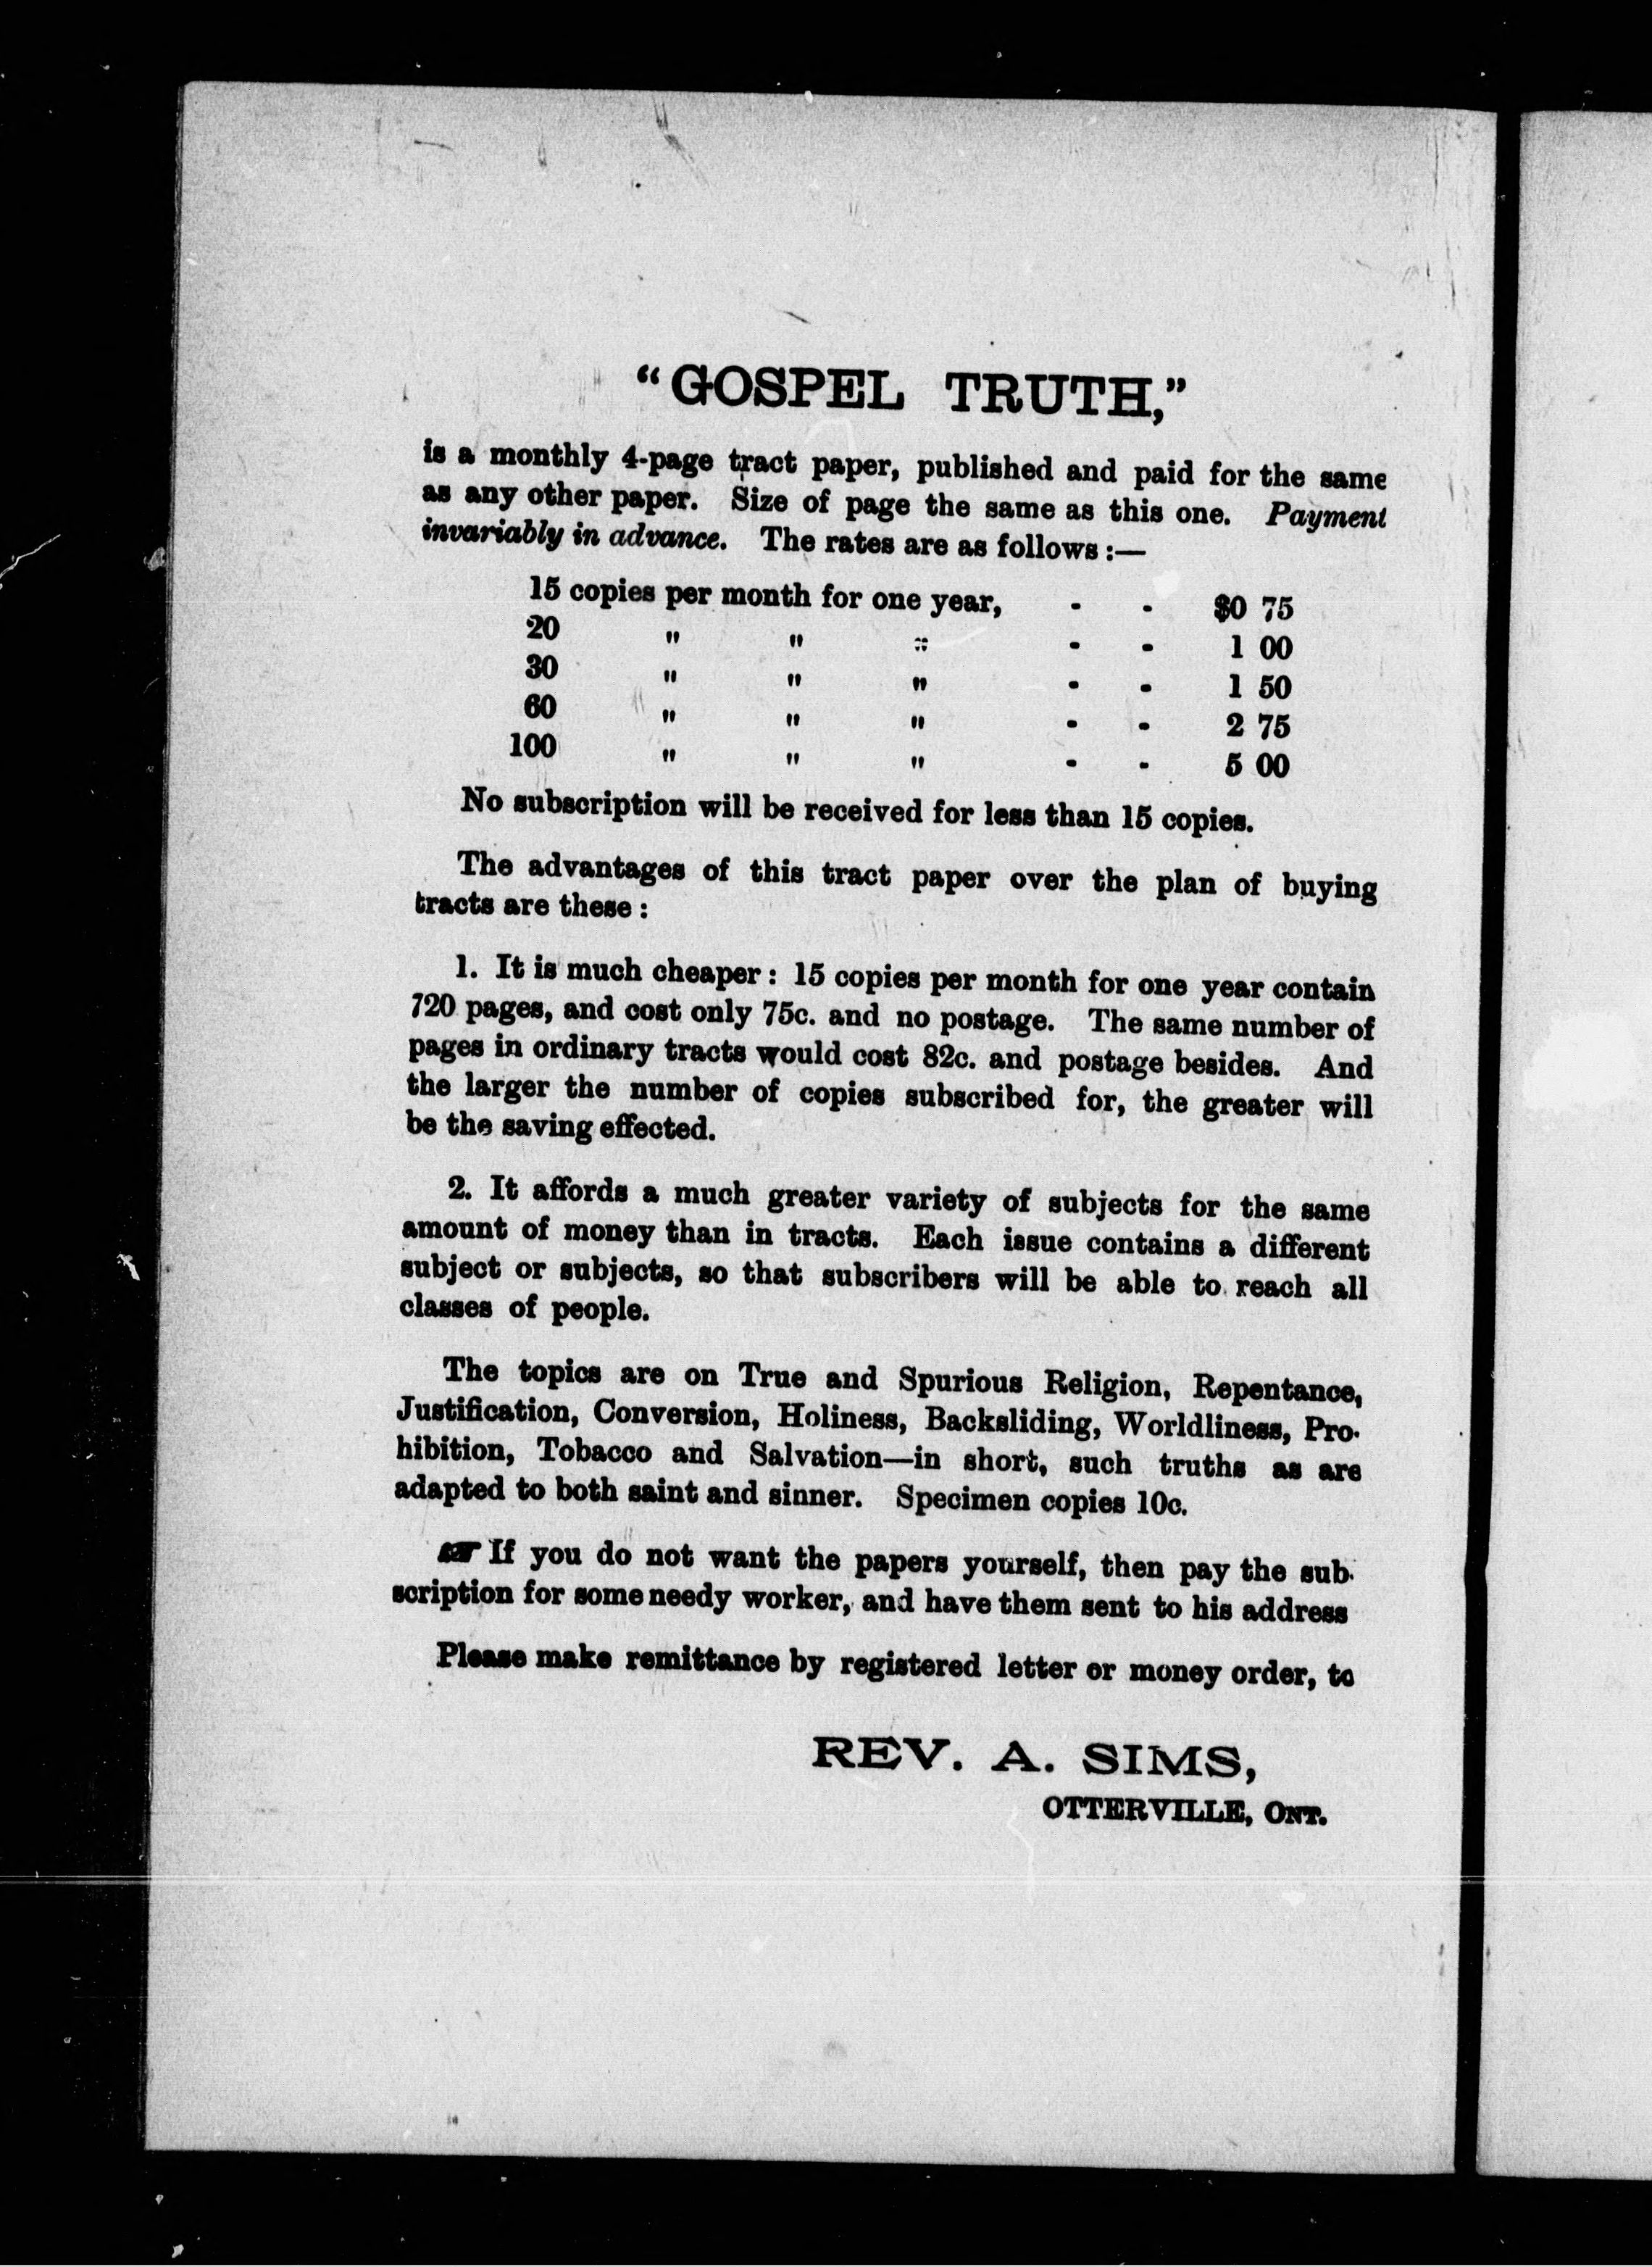 “GOSPEL TRUTH,”
is a monthly 4-page tract paper, published and paid for the same
as any other paper. Size of page the same as this one. Payment
invariably in advance. The rates are as follows :—
15 copies per month for one year, - - $0 75
20 " " " - - 1 00
30 " " " - - 1 50
60 " " " - - 2 75
100 " " " - - 5 00
No subscription will be received for less than 15 copies.
The advantages of this tract paper over the plan of buying
tracts are these :
1. It is much cheaper : 15 copies per month for one year contain
720 pages, and cost only 75c. and no postage. The same number of
pages in ordinary tracts would cost 82c. and postage besides. And
the larger the number of copies subscribed for, the greater will
be the saving effected.
2. It affords a much greater variety of subjects for the same
amount of money than in tracts. Each issue contains a different
subject or subjects, so that subscribers will be able to reach all
classes of people.
The topics are on True and Spurious Religion, Repentance,
Justification, Conversion, Holiness, Backsliding, Worldliness, Pro-
hibition, Tobacco and Salvation—in short, such truths as are
adapted to both saint and sinner. Specimen copies 10c.
☞ If you do not want the papers yourself, then pay the sub-
scription for some needy worker, and have them sent to his address
Please make remittance by registered letter or money order, to
REV. A. SIMS,
OTTERVILLE, ONT.